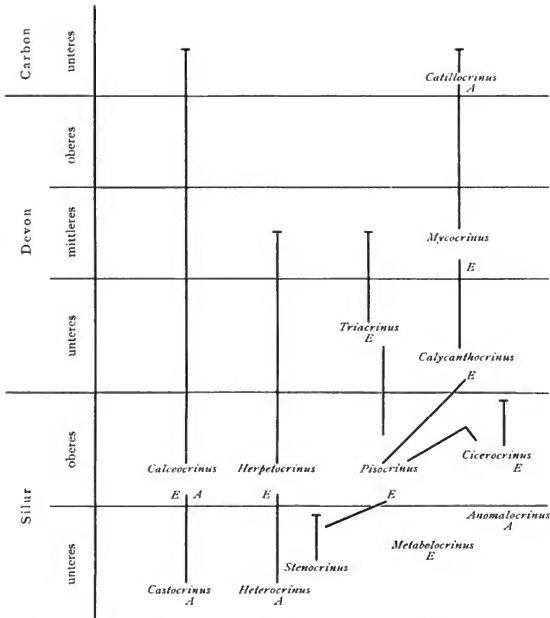 Carbon
unteres
Catillocrinus
A
Devon
oberes
mittleres
Mycocrinus
E
unteres
Triacrinus
E
Calycanthocrinus
E
Silur
oberes
Calceocrinus
Herpetocrinus
Pisocrinus
Cicerocrinus
E
E A
E
E
Anomalocrinus
A
unteres
Metabolocrinus
E
Stenocrinus
Castocrinus
A
Heterocrinus
A